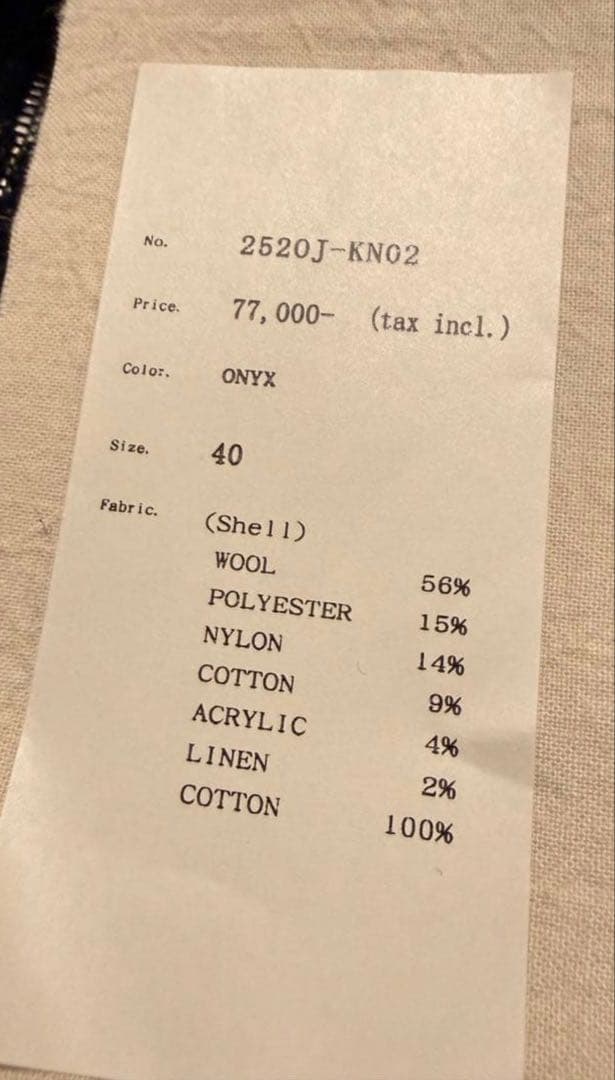 No. 2520J-KN02
Price. 77,000- (tax incl.)
Color. ONYX
Size. 40
Fabric. (Shell)
WOOL 56%
POLYESTER 15%
NYLON 14%
COTTON 9%
ACRYLIC 4%
LINEN 2%
COTTON 100%